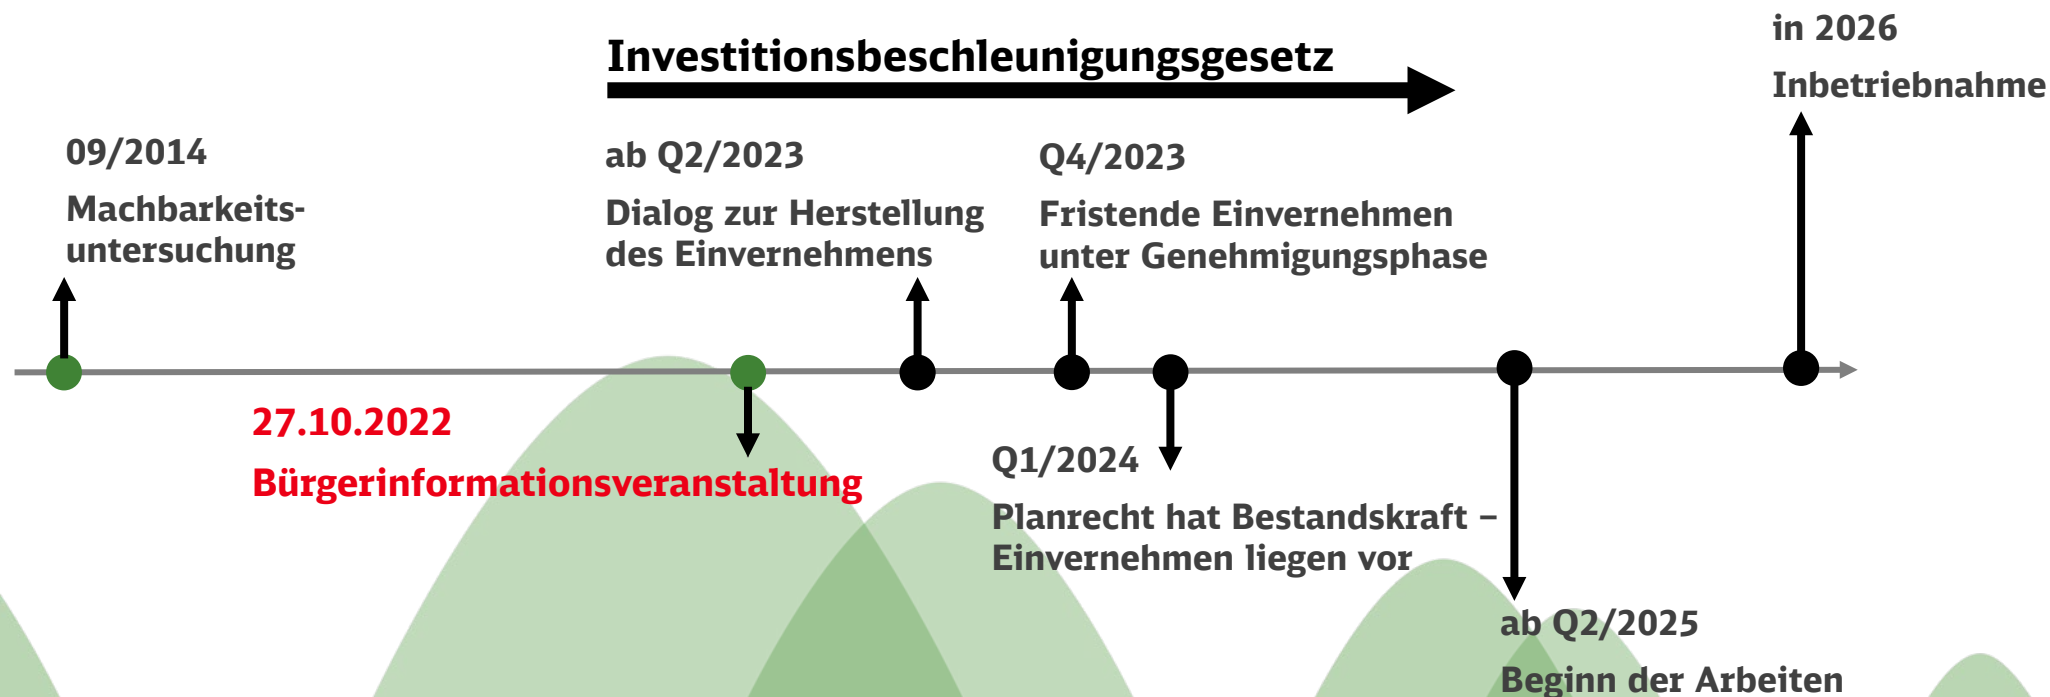 Investitionsbeschleunigungsgesetz
in 2026
Inbetriebnahme
09/2014
Machbarkeits-
untersuchung
ab Q2/2023
Dialog zur Herstellung
des Einvernehmens
Q4/2023
Fristende Einvernehmen
unter Genehmigungsphase
27.10.2022
Bürgerinformationsveranstaltung
Q1/2024
Planrecht hat Bestandskraft –
Einvernehmen liegen vor
ab Q2/2025
Beginn der Arbeiten